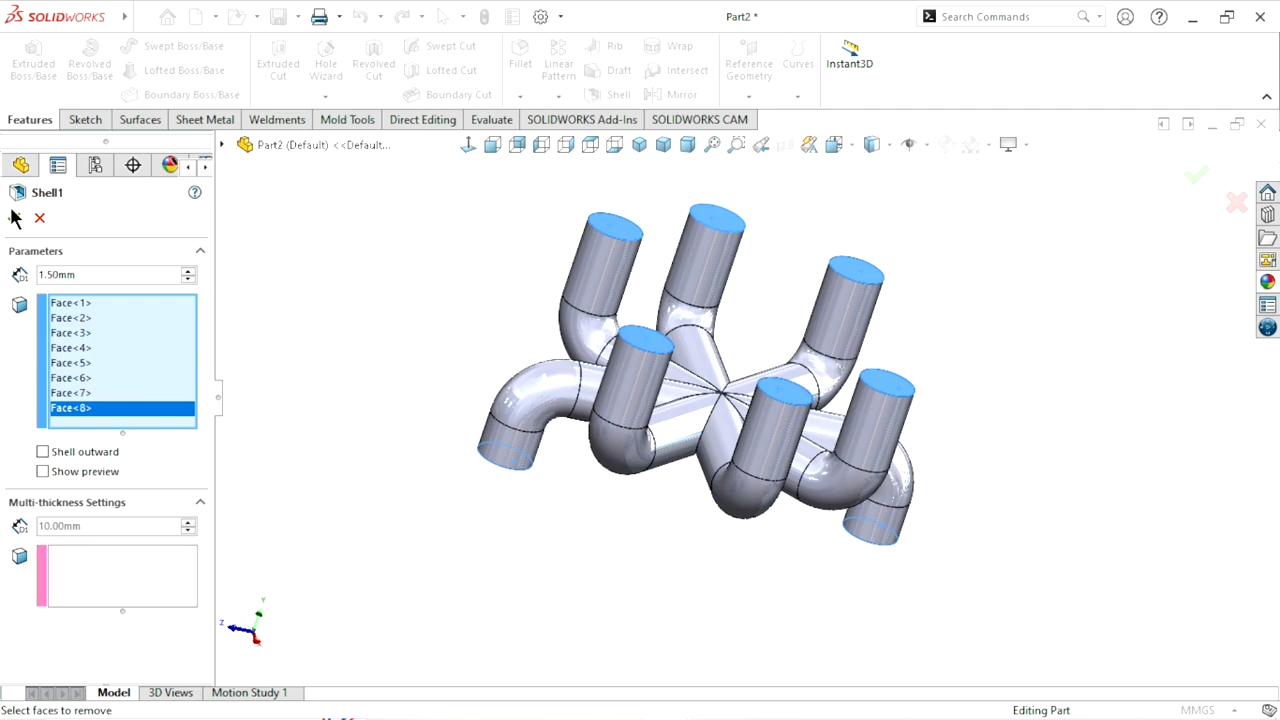 SOLIDWORKS
Part2 *
Search Commands
Extruded Boss/Base
Revolved Boss/Base
Swept Boss/Base
Lofted Boss/Base
Boundary Boss/Base
Extruded Cut
Hole Wizard
Revolved Cut
Swept Cut
Lofted Cut
Boundary Cut
Fillet
Linear Pattern
Rib
Draft
Shell
Wrap
Intersect
Mirror
Reference Geometry
Curves
Instant3D
Features
Sketch
Surfaces
Sheet Metal
Weldments
Mold Tools
Direct Editing
Evaluate
SOLIDWORKS Add-Ins
SOLIDWORKS CAM
Part2 (Default) <<Default...
Shell1
Parameters
1.50mm
Face<1>
Face<2>
Face<3>
Face<4>
Face<5>
Face<6>
Face<7>
Face<8>
Shell outward
Show preview
Multi-thickness Settings
10.00mm
Y
Z
Model
3D Views
Motion Study 1
Select faces to remove
Editing Part
MMGS